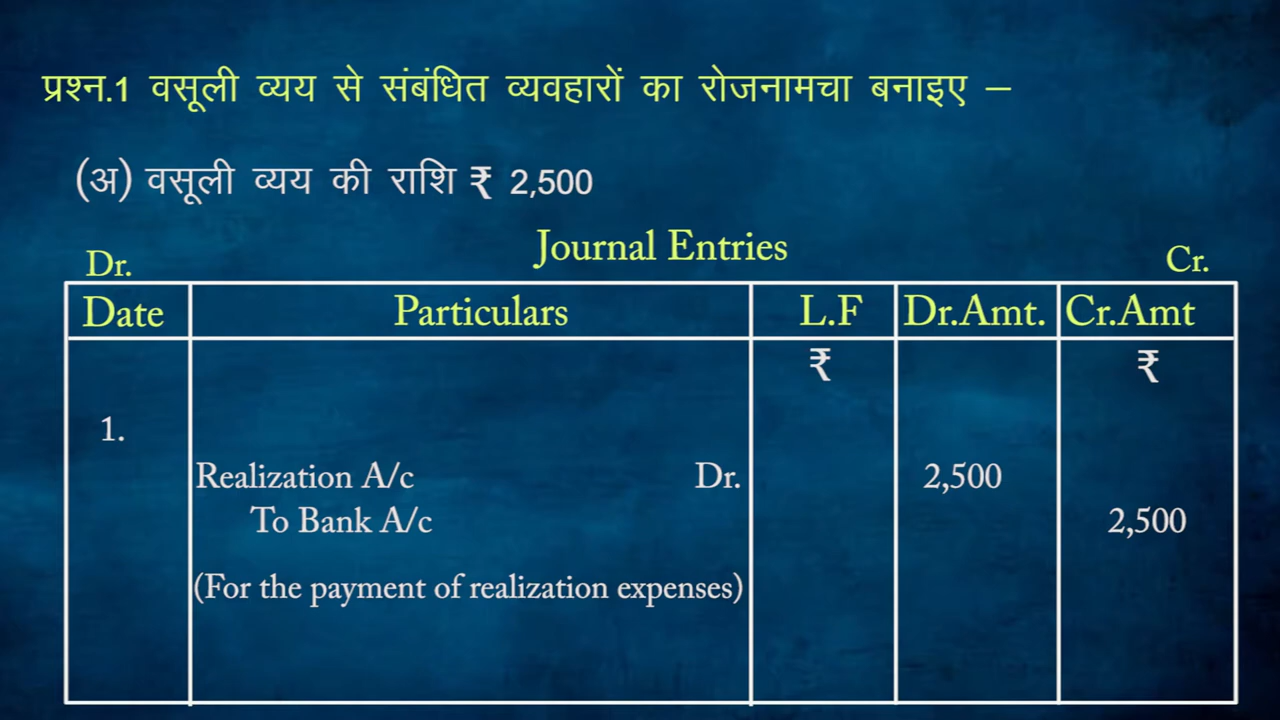 प्रश्न.1 वसूली व्यय से संबंधित व्यवहारों का रोजनामचा बनाइए –
(अ) वसूली व्यय की राशि ₹ 2,500
Journal Entries
Dr. Cr.
Date Particulars L.F Dr.Amt. Cr.Amt
₹ ₹
1.
Realization A/c Dr. 2,500
To Bank A/c 2,500
(For the payment of realization expenses)